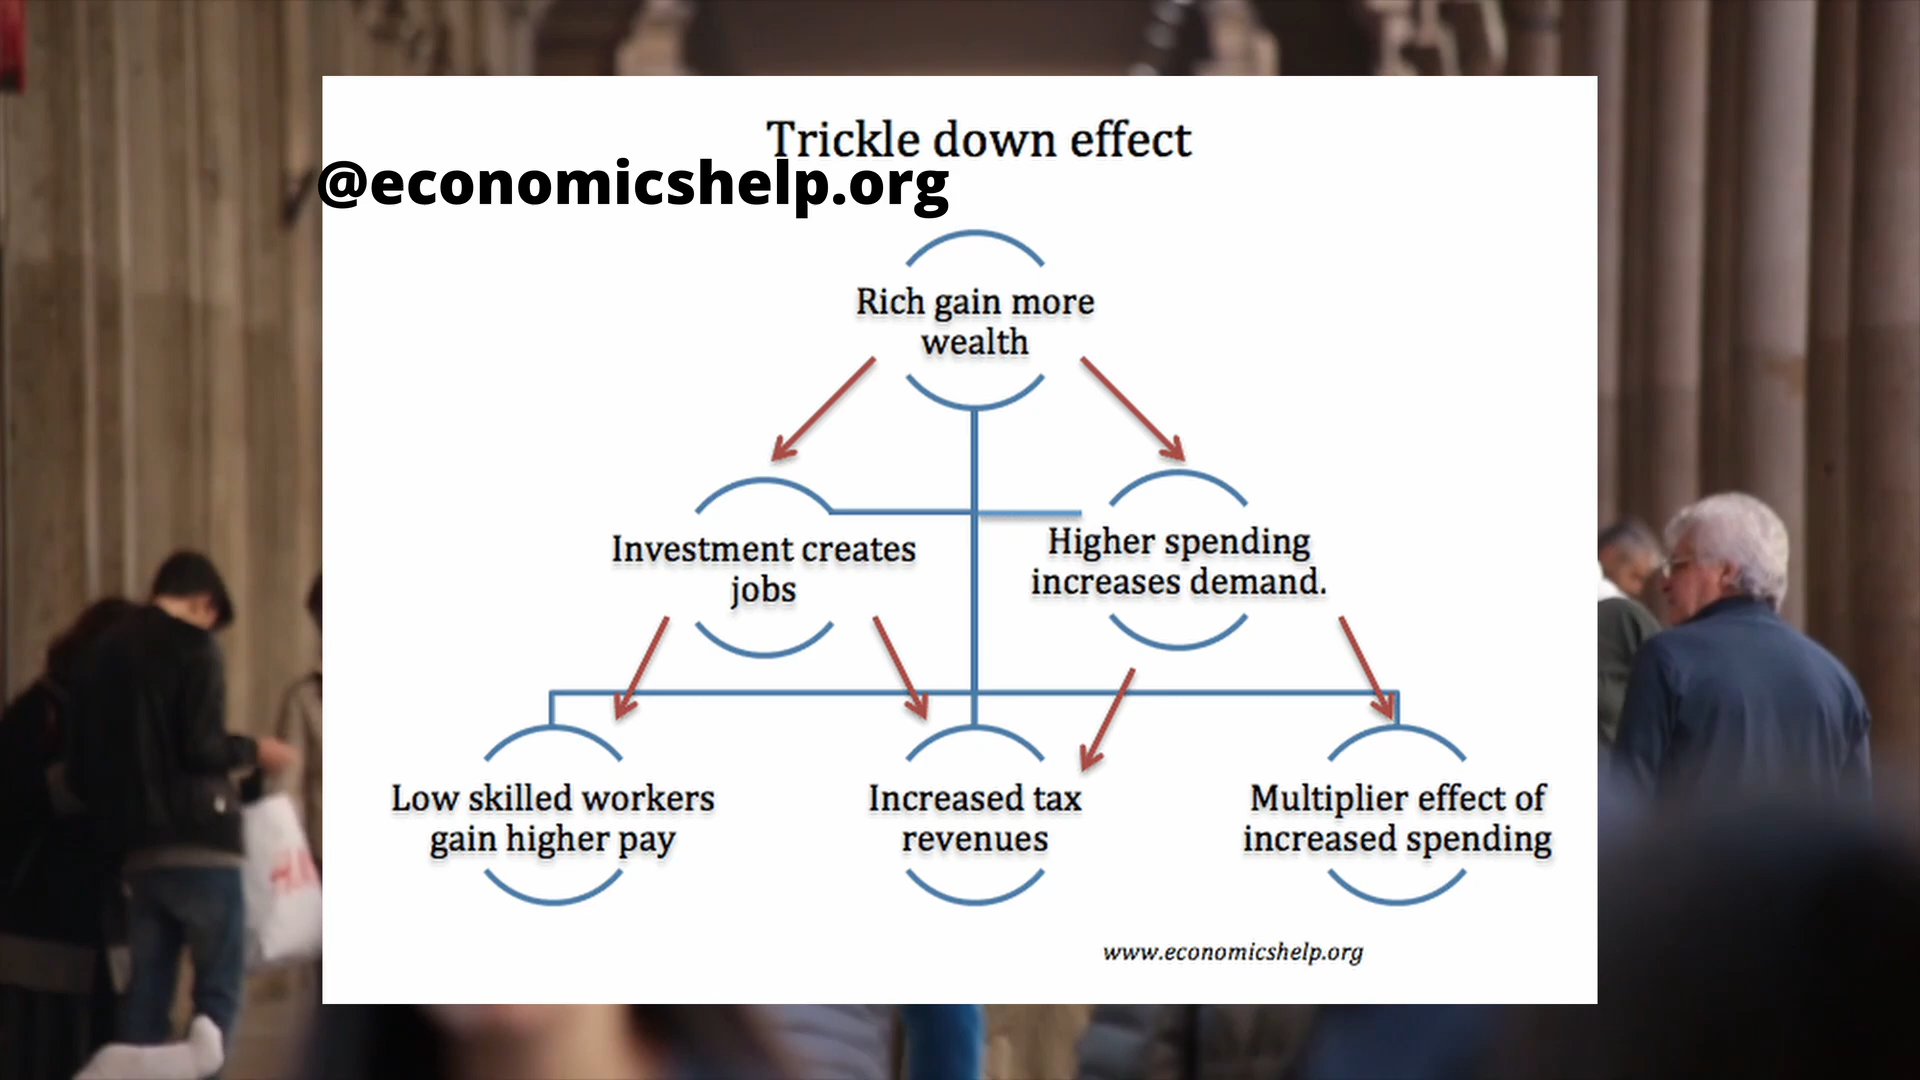 Trickle down effect
@economicshelp.org
Rich gain more
wealth
Investment creates
jobs
Higher spending
increases demand.
Low skilled workers
gain higher pay
Increased tax
revenues
Multiplier effect of
increased spending
www.economicshelp.org